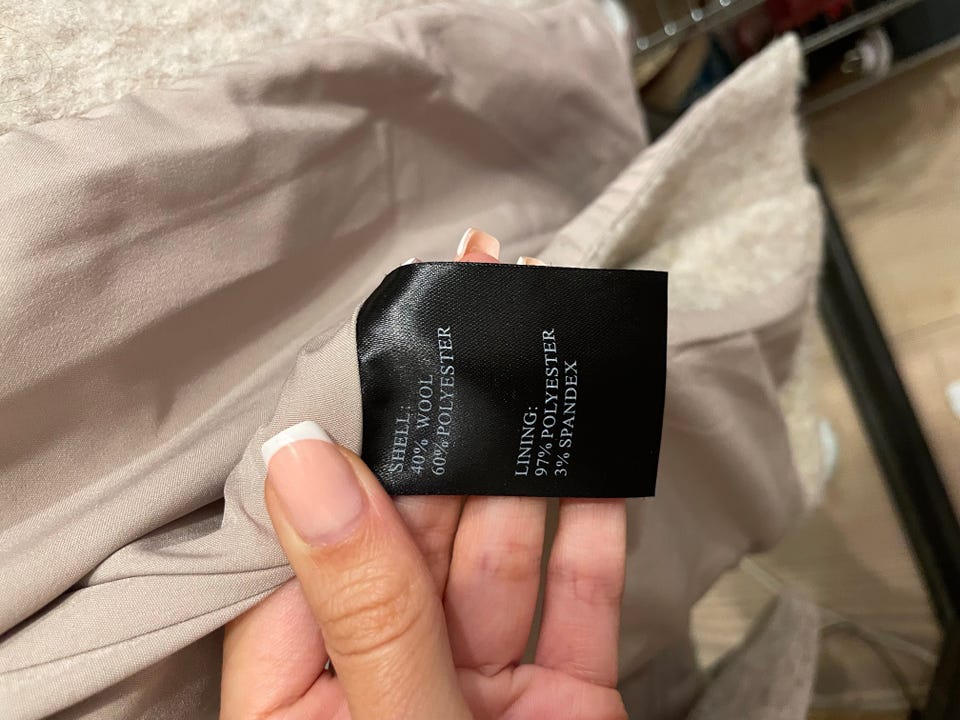 SHELL:
40% WOOL
60% POLYESTER
LINING:
97% POLYESTER
3% SPANDEX